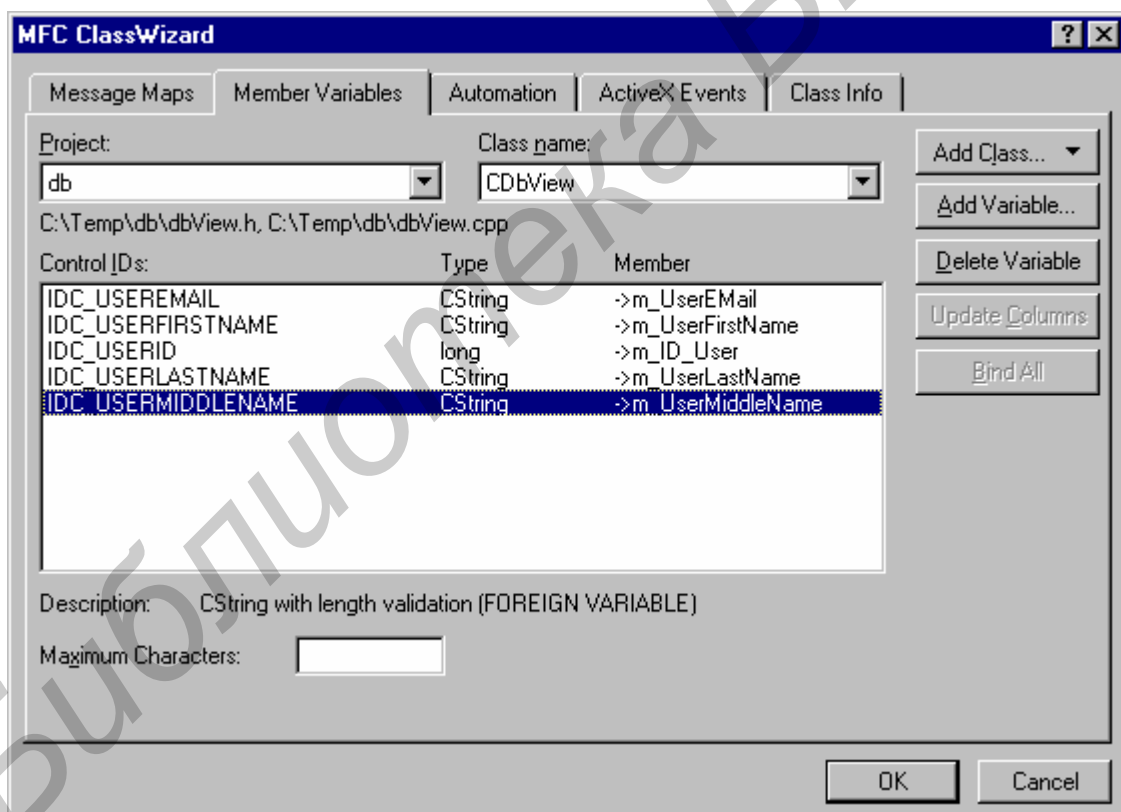 MFC ClassWizard
Message Maps Member Variables Automation ActiveX Events Class Info
Project: Class name:
db CDbView
Add Class...
C:\Temp\db\dbView.h, C:\Temp\db\dbView.cpp
Add Variable...
Control IDs: Type Member
Delete Variable
IDC_USEREMAIL CString ->m_UserEMail
IDC_USERFIRSTNAME CString ->m_UserFirstName
Update Columns
IDC_USERID long ->m_ID_User
IDC_USERLASTNAME CString ->m_UserLastName
Bind All
IDC_USERMIDDLENAME CString ->m_UserMiddleName
Description: CString with length validation (FOREIGN VARIABLE)
Maximum Characters:
OK Cancel
Библиотека